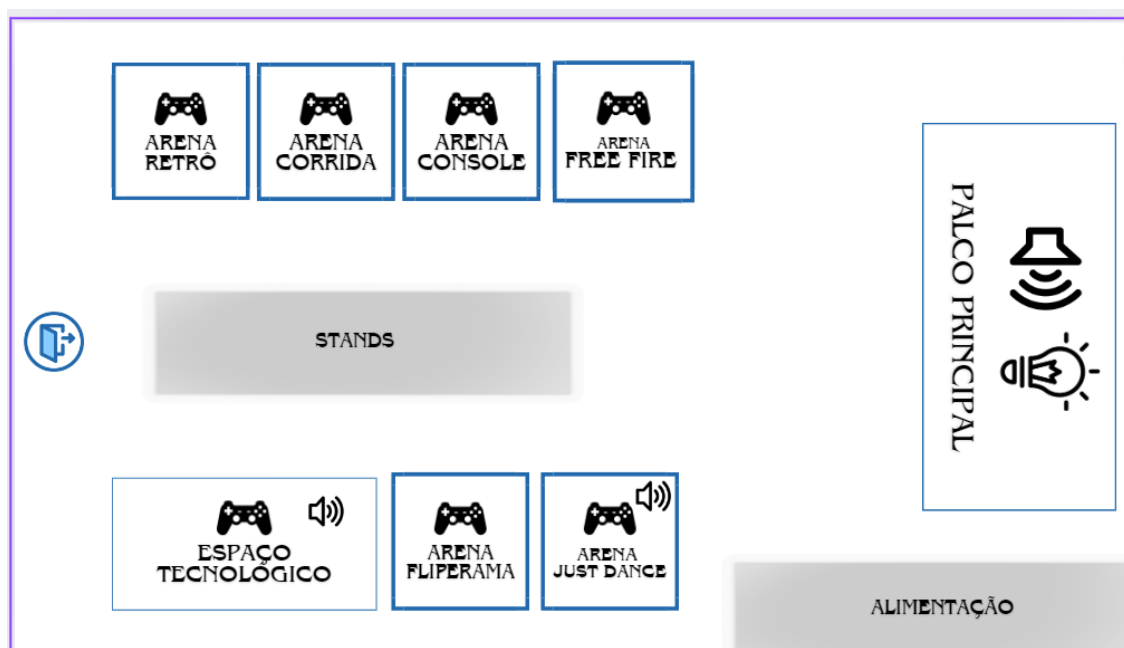 ARENA
RETRÔ
ARENA
CORRIDA
ARENA
CONSOLE
ARENA
FREE FIRE
PALCO PRINCIPAL
STANDS
ESPAÇO
TECNOLÓGICO
ARENA
FLIPERAMA
ARENA
JUST DANCE
ALIMENTAÇÃO